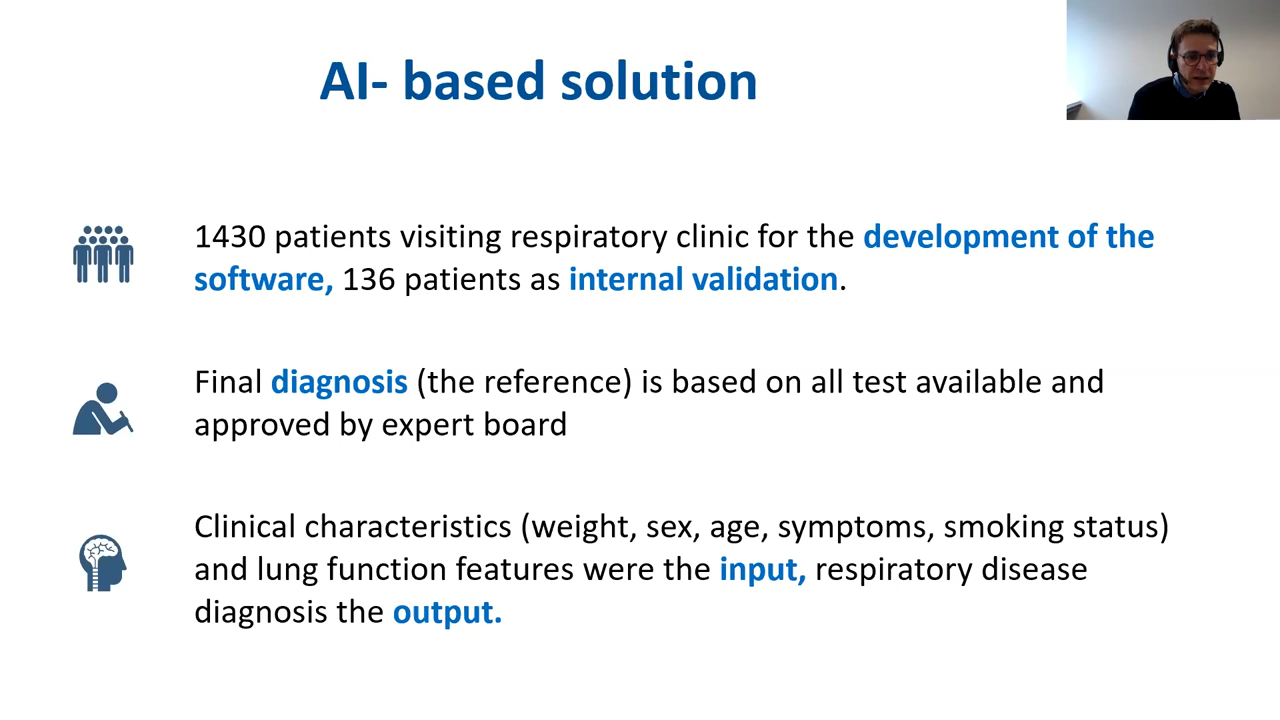 AI- based solution
1430 patients visiting respiratory clinic for the development of the
software, 136 patients as internal validation.
Final diagnosis (the reference) is based on all test available and
approved by expert board
Clinical characteristics (weight, sex, age, symptoms, smoking status)
and lung function features were the input, respiratory disease
diagnosis the output.